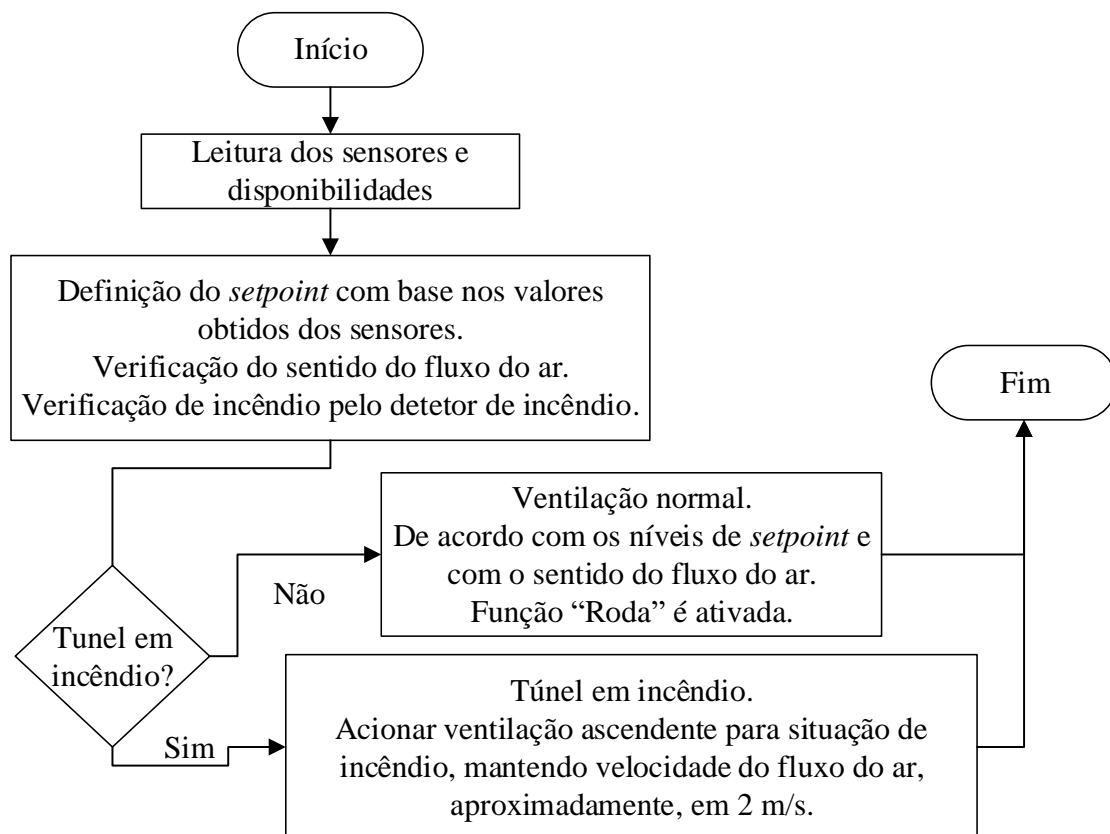 Início
Leitura dos sensores e
disponibilidades
Definição do setpoint com base nos valores
obtidos dos sensores.
Verificação do sentido do fluxo do ar.
Verificação de incêndio pelo detetor de incêndio.
Fim
Ventilação normal.
De acordo com os níveis de setpoint e
com o sentido do fluxo do ar.
Função “Roda” é ativada.
Não
Tunel em
incêndio?
Sim
Túnel em incêndio.
Acionar ventilação ascendente para situação de
incêndio, mantendo velocidade do fluxo do ar,
aproximadamente, em 2 m/s.